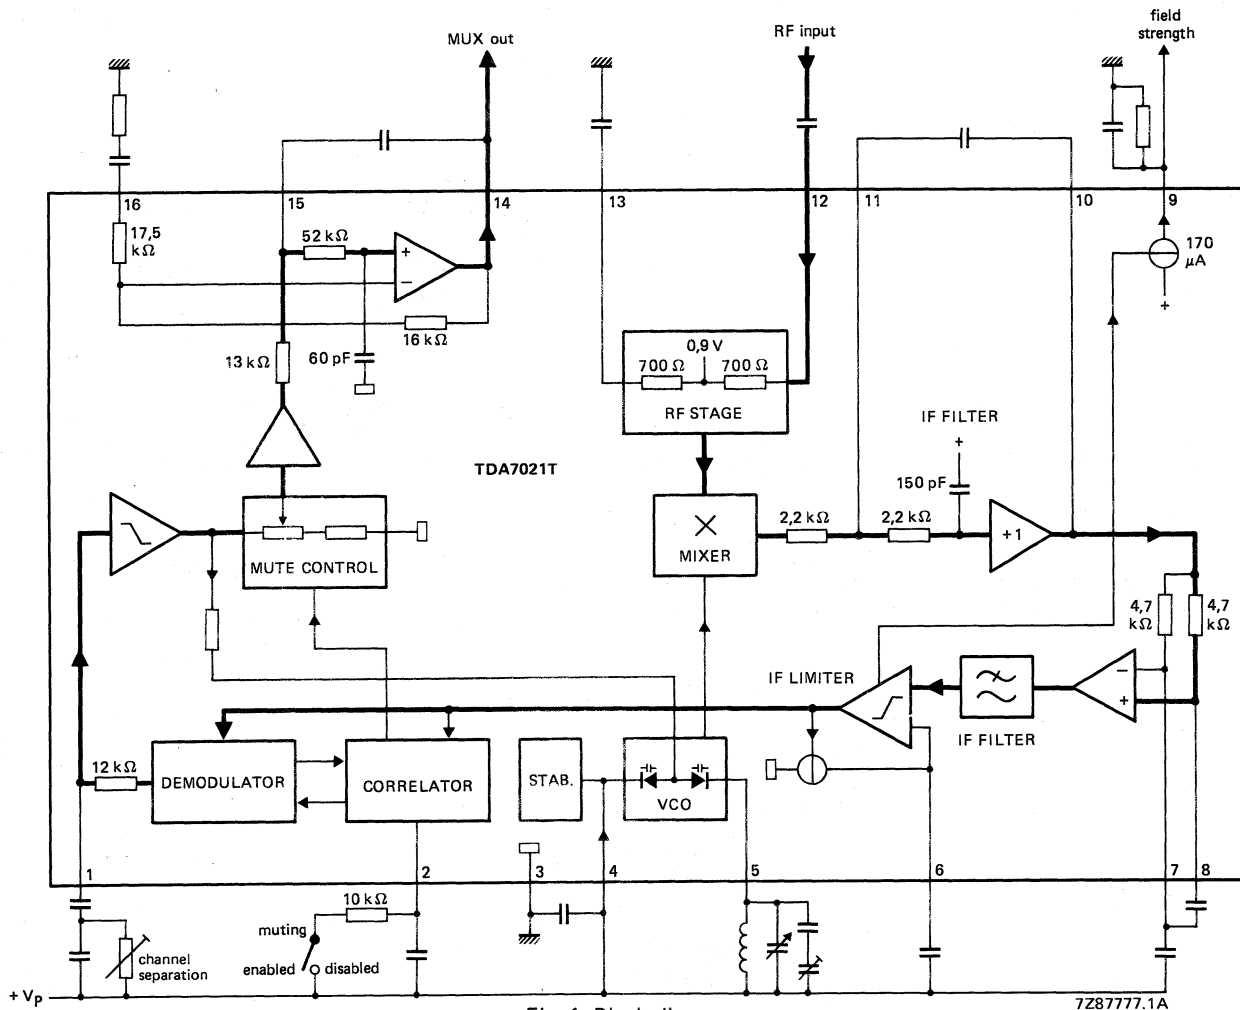 MUX out
RF input
field
strength
16
15
14
13
12
11
10
9
17,5
kΩ
52 kΩ
+
−
16 kΩ
13 kΩ
60 pF
170
µA
+
0,9 V
700 Ω
700 Ω
RF STAGE
IF FILTER
+
150 pF
TDA7021T
2,2 kΩ
2,2 kΩ
+1
MIXER
MUTE CONTROL
4,7
kΩ
4,7
kΩ
IF LIMITER
−
+
IF FILTER
12 kΩ
DEMODULATOR
CORRELATOR
STAB.
VCO
1
2
3
4
5
6
7
8
10 kΩ
muting
enabled
disabled
channel
separation
+ VP
7Z87777.1A